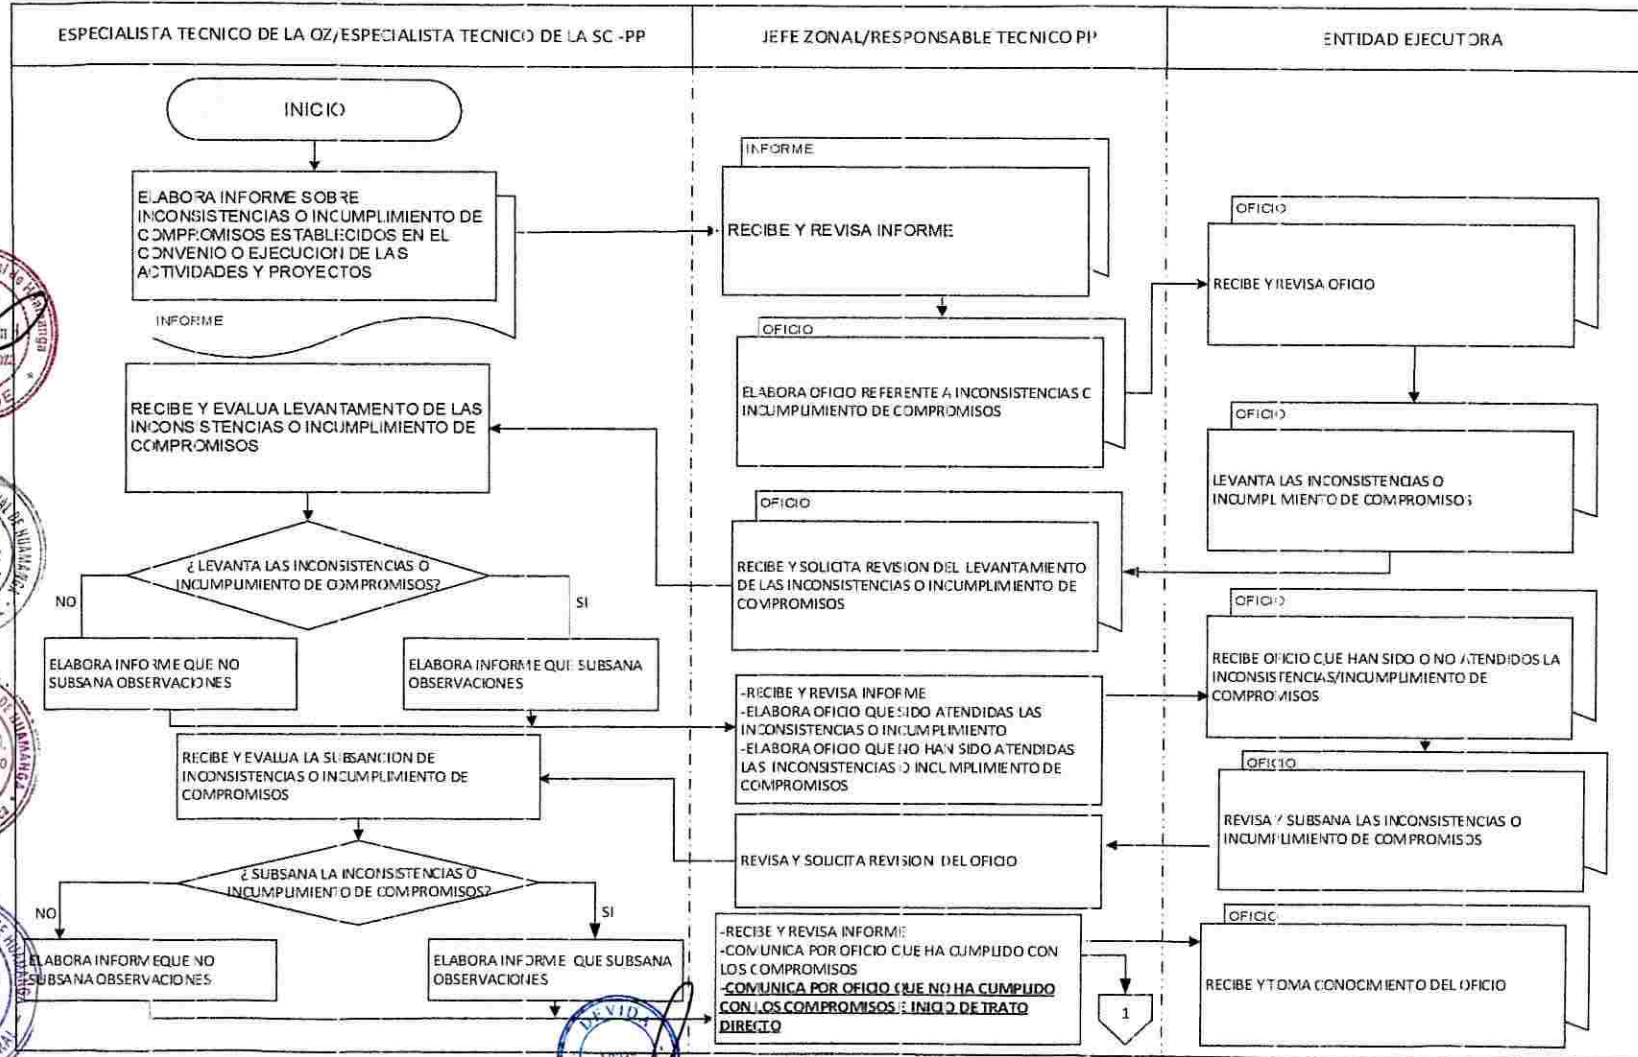 ESPECIALISTA TECNICO DE LA OZ/ESPECIALISTA TECNICO DE LA SC -PP
JEFE ZONAL/RESPONSABLE TECNICO PP
ENTIDAD EJECUTORA
INICIO
ELABORA INFORME SOBRE
INCONSISTENCIAS O INCUMPLIMIENTO DE
COMPROMISOS ESTABLECIDOS EN EL
CONVENIO O EJECUCION DE LAS
ACTIVIDADES Y PROYECTOS
INFORME
INFORME
RECIBE Y REVISA INFORME
OFICIO
RECIBE Y REVISA OFICIO
OFICIO
ELABORA OFICIO REFERENTE A INCONSISTENCIAS O
INCUMPLIMIENTO DE COMPROMISOS
RECIBE Y EVALUA LEVANTAMENTO DE LAS
INCONSISTENCIAS O INCUMPLIMIENTO DE
COMPROMISOS
OFICIO
LEVANTA LAS INCONSISTENCIAS O
INCUMPLIMIENTO DE COMPROMISOS
OFICIO
RECIBE Y SOLICITA REVISION DEL LEVANTAMIENTO
DE LAS INCONSISTENCIAS O INCUMPLIMIENTO DE
COMPROMISOS
¿LEVANTA LAS INCONSISTENCIAS O
INCUMPLIMIENTO DE COMPROMISOS?
NO
SI
ELABORA INFORME QUE NO
SUBSANA OBSERVACIONES
ELABORA INFORME QUE SUBSANA
OBSERVACIONES
OFICIO
RECIBE OFICIO QUE HAN SIDO O NO ATENDIDOS LA
INCONSISTENCIAS/INCUMPLIMIENTO DE
COMPROMISOS
-RECIBE Y REVISA INFORME
-ELABORA OFICIO QUE SIDO ATENDIDAS LAS
INCONSISTENCIAS O INCUMPLIMIENTO
-ELABORA OFICIO QUE NO HAN SIDO ATENDIDAS
LAS INCONSISTENCIAS O INCUMPLIMIENTO DE
COMPROMISOS
RECIBE Y EVALUA LA SUBSANCION DE
INCONSISTENCIAS O INCUMPLIMIENTO DE
COMPROMISOS
OFICIO
REVISA Y SUBSANA LAS INCONSISTENCIAS O
INCUMPLIMIENTO DE COMPROMISOS
REVISA Y SOLICITA REVISION DEL OFICIO
¿SUBSANA LA INCONSISTENCIAS O
INCUMPLIMIENTO DE COMPROMISOS?
NO
SI
ELABORA INFORME QUE NO
SUBSANA OBSERVACIONES
ELABORA INFORME QUE SUBSANA
OBSERVACIONES
-RECIBE Y REVISA INFORME
-COMUNICA POR OFICIO QUE HA CUMPLIDO CON
LOS COMPROMISOS
-COMUNICA POR OFICIO QUE NO HA CUMPLIDO
CON LOS COMPROMISOS E INICIO DE TRATO
DIRECTO
1
OFICIO
RECIBE Y TOMA CONOCIMIENTO DEL OFICIO
DEVIDA